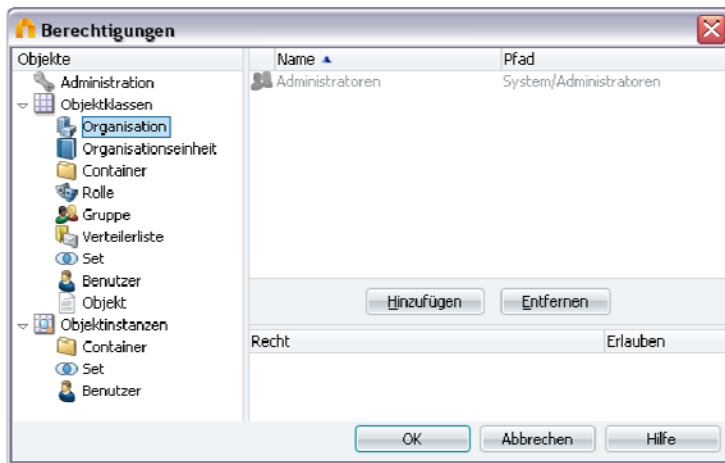 Berechtigungen
Objekte
Administration
Objektklassen
Organisation
Organisationseinheit
Container
Rolle
Gruppe
Verteilerliste
Set
Benutzer
Objekt
Objektinstanzen
Container
Set
Benutzer
Name Pfad
Administratoren System/Administratoren
Hinzufügen Entfernen
Recht Erlauben
OK Abbrechen Hilfe